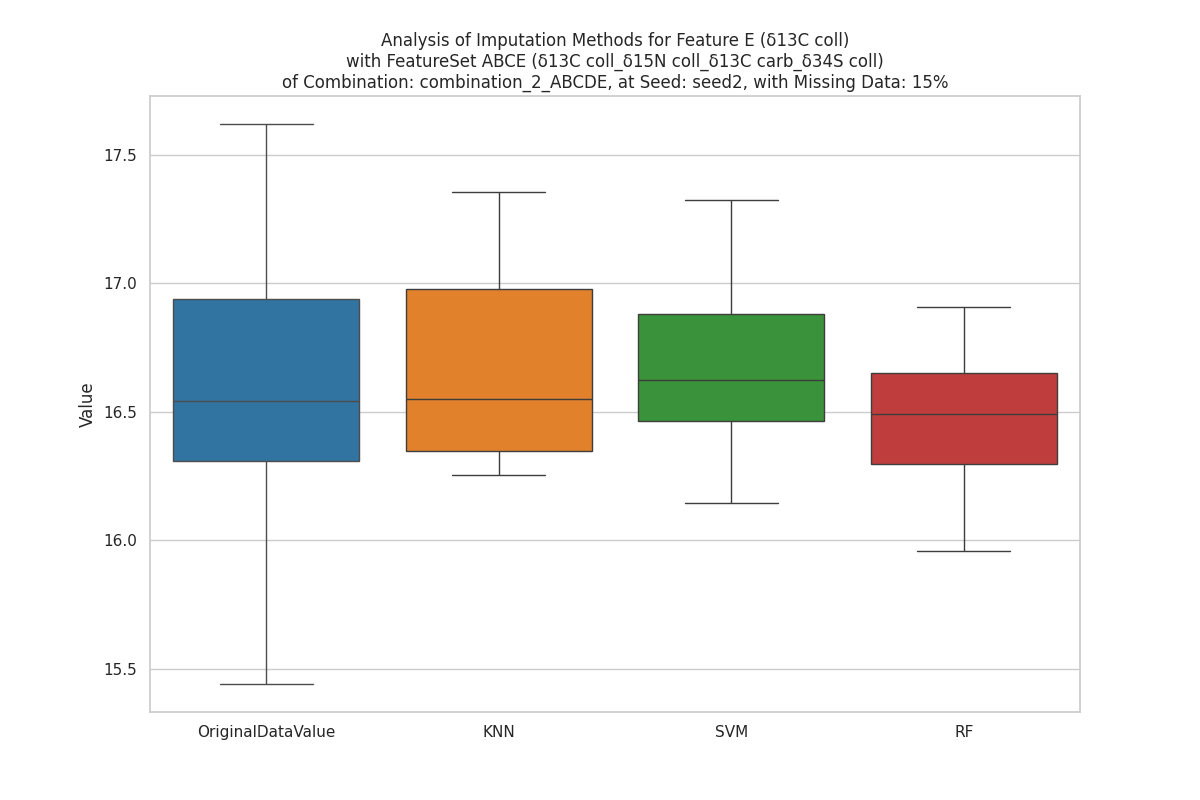 Analysis of Imputation Methods for Feature E (δ13C coll)
with FeatureSet ABCE (δ13C coll_δ15N coll_δ13C carb_δ34S coll)
of Combination: combination_2_ABCDE, at Seed: seed2, with Missing Data: 15%
17.5
17.0
16.5
16.0
15.5
Value
OriginalDataValue
KNN
SVM
RF